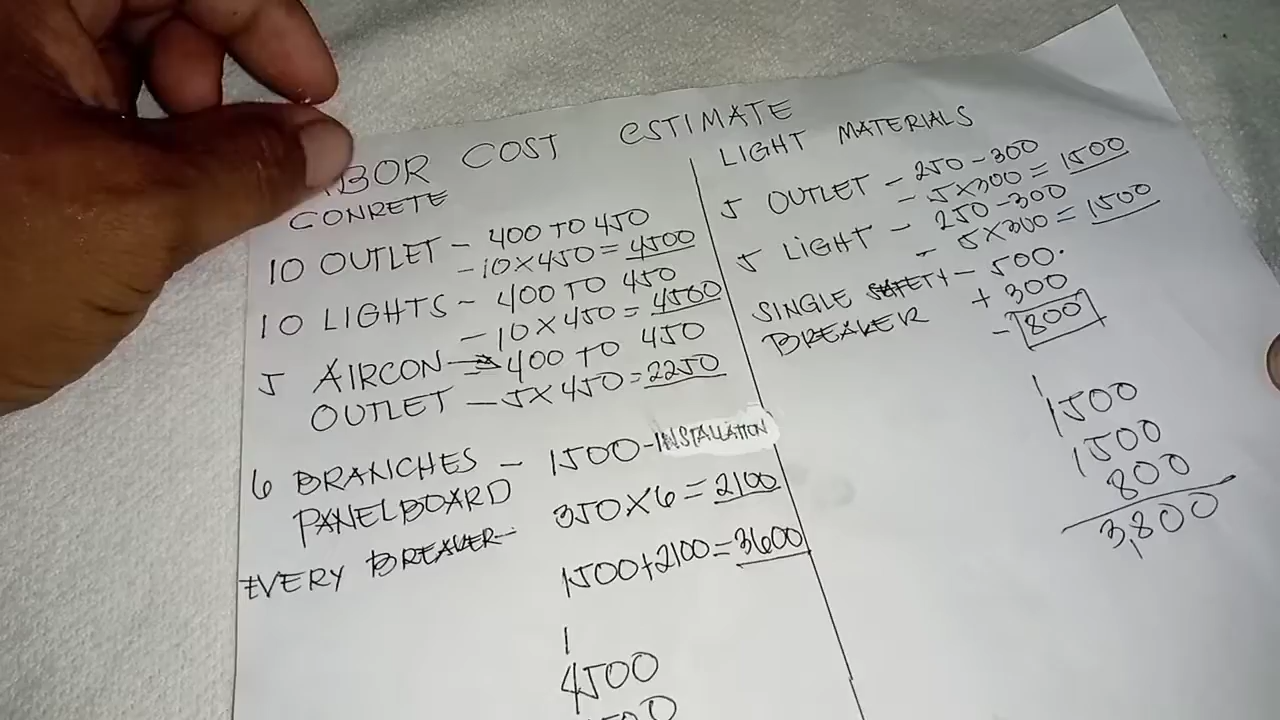 LABOR COST ESTIMATE
CONRETE
10 OUTLET - 400 TO 450
- 10 X 450 = 4500
10 LIGHTS - 400 TO 450
- 10 X 450 = 4500
5 AIRCON - 400 TO 450
OUTLET - 5 X 450 = 2250
6 BRANCHES - 1500 - INSTALLATION
PANELBOARD
350 X 6 = 2100
EVERY BREAKER -
1500 + 2100 = 3600
1
4500
LIGHT MATERIALS
5 OUTLET - 250 - 300
- 5 X 300 = 1500
5 LIGHT - 250 - 300
- 5 X 300 = 1500
SINGLE SAFETY - 500.
BREAKER + 300
- 800
1
1500
1500
800
3,800